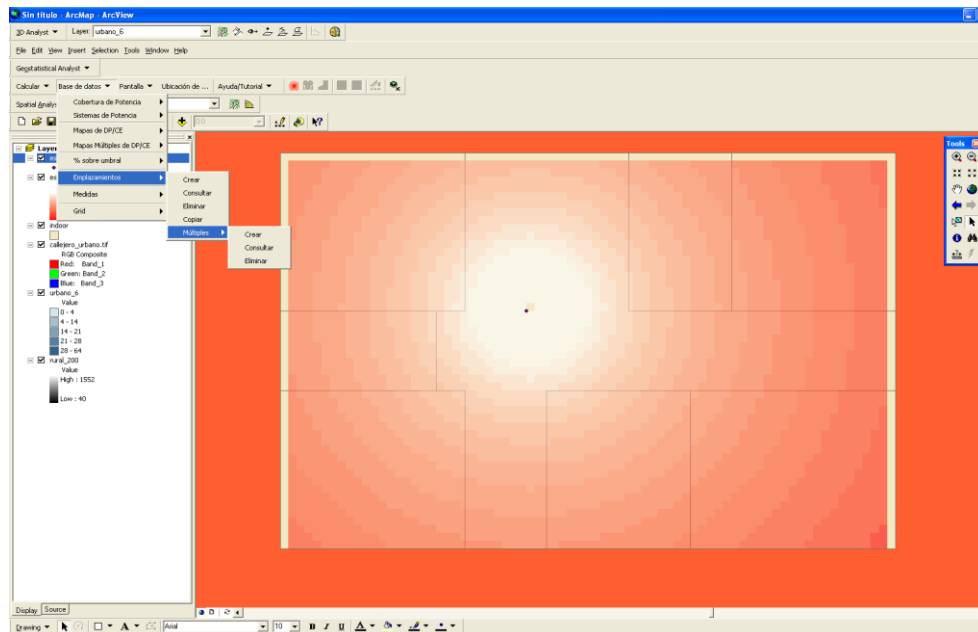 Sin título - ArcMap - ArcView
3D Analyst Layer: urbano_6
File Edit View Insert Selection Tools Window Help
Geostatistical Analyst
Calcular Base de datos Pantalla Ubicación de ... Ayuda/Tutorial
Spatial Analys
Cobertura de Potencia
Sistemas de Potencia
Mapas de DP/CE
Mapas Múltiples de DP/CE
% sobre umbral
Emplazamientos
Medidas
Grid
Crear
Consultar
Eliminar
Copiar
Múltiples
Crear
Consultar
Eliminar
Layer
es
es
indoor
callejero_urbano.tif
RGB Composite
Red: Band_1
Green: Band_2
Blue: Band_3
urbano_6
Value
0 - 4
4 - 14
14 - 21
21 - 28
28 - 64
rural_200
Value
High : 1552
Low : 40
Tools
Display Source
Drawing Arial 10 B I U A